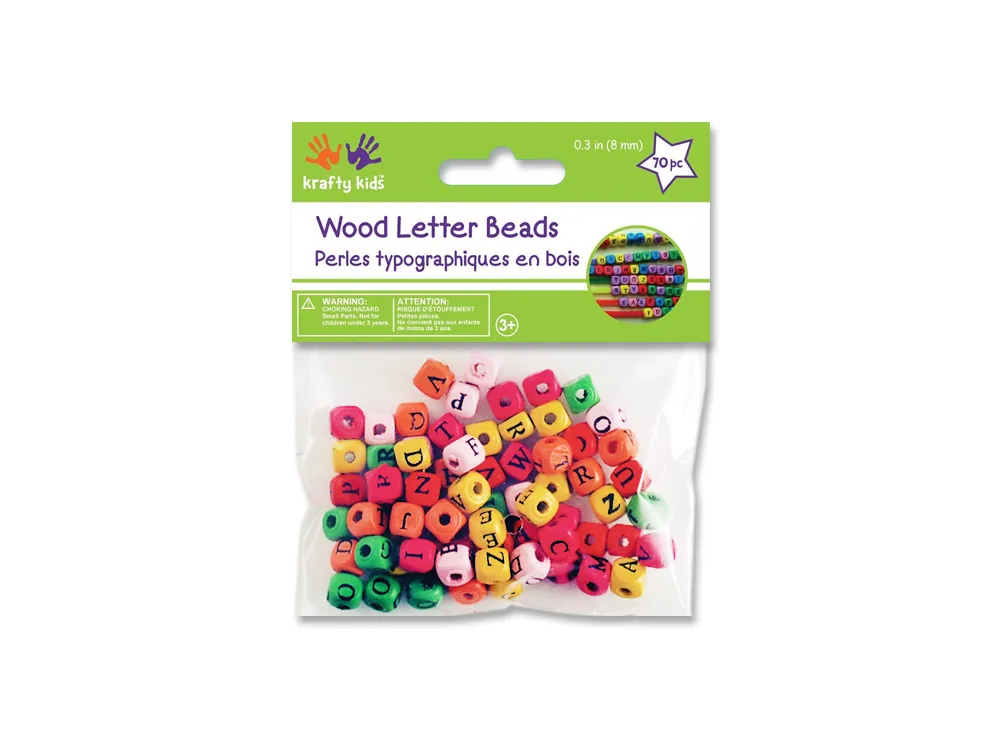 krafty kids™
0.3 in (8 mm)
70 pc
Wood Letter Beads
Perles typographiques en bois
WARNING:
CHOKING HAZARD
Small Parts. Not for
children under 3 years.
ATTENTION:
RISQUE D'ÉTOUFFEMENT
Petites pièces.
Ne convient pas aux enfants
de moins de 3 ans.
3+